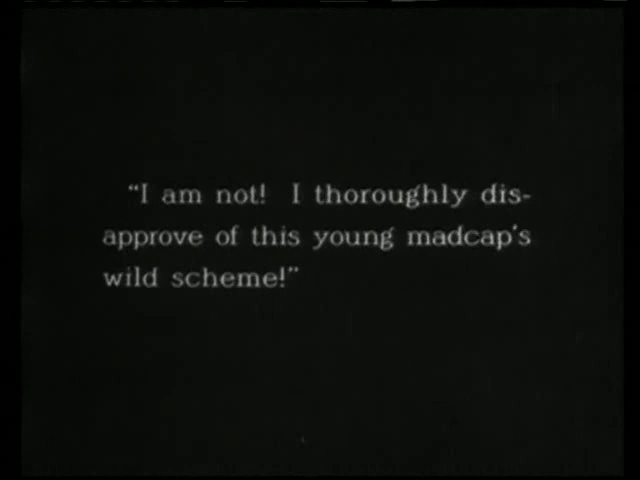 “I am not!  I thoroughly dis-
approve of this young madcap's
wild scheme!”